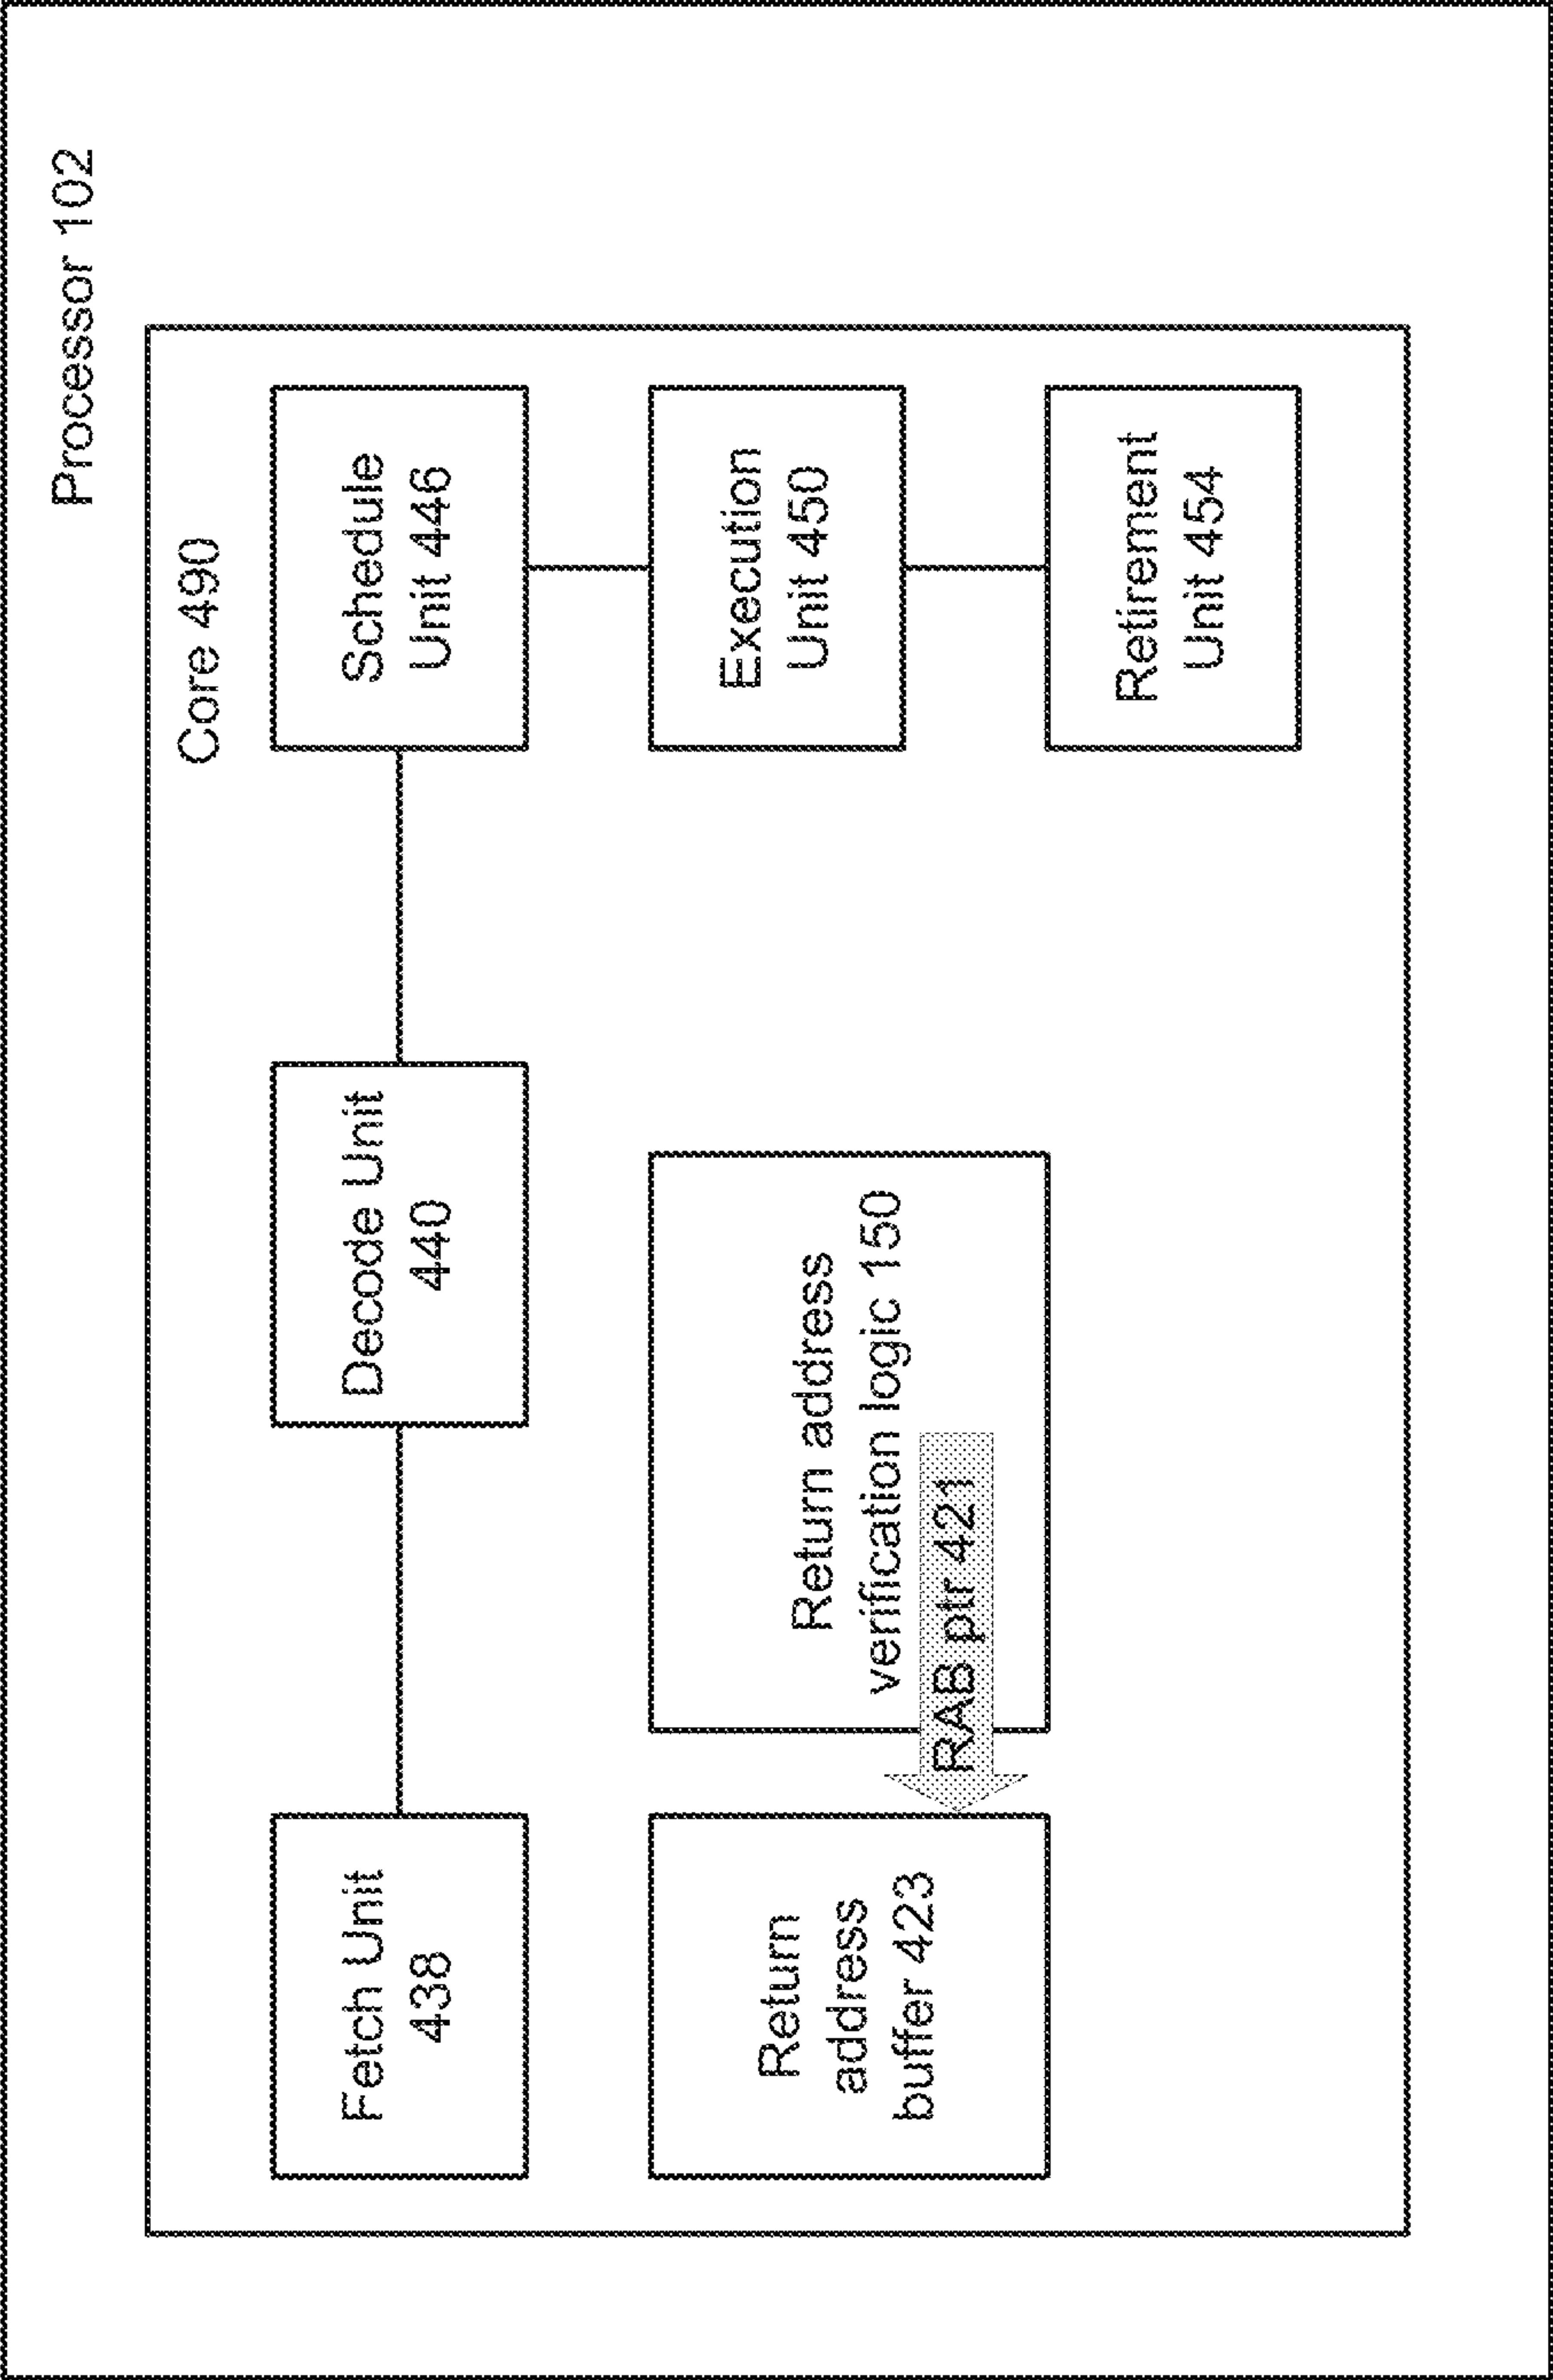 Processor 102
Core 490
Fetch Unit
438
Decode Unit
440
Schedule
Unit 446
Return
address
buffer 423
Return address
verification logic 150
RAB ptr 421
Execution
Unit 450
Retirement
Unit 454